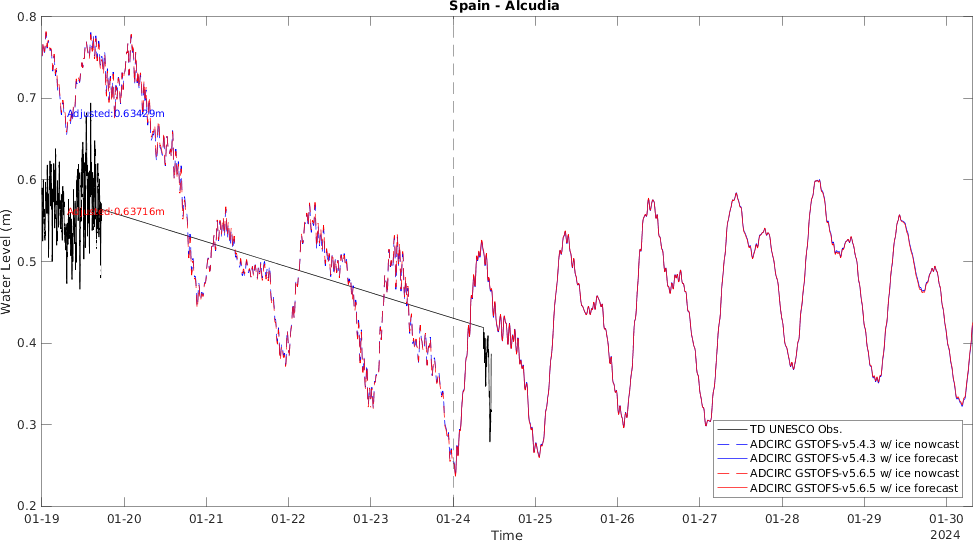 Spain - Alcudia
0.8
0.7
0.6
0.5
0.4
0.3
0.2
Water Level (m)
Adjusted:0.63429m
Adjusted:0.63716m
TD UNESCO Obs.
ADCIRC GSTOFS-v5.4.3 w/ ice nowcast
ADCIRC GSTOFS-v5.4.3 w/ ice forecast
ADCIRC GSTOFS-v5.6.5 w/ ice nowcast
ADCIRC GSTOFS-v5.6.5 w/ ice forecast
01-19 01-20 01-21 01-22 01-23 01-24 01-25 01-26 01-27 01-28 01-29 01-30
Time
2024